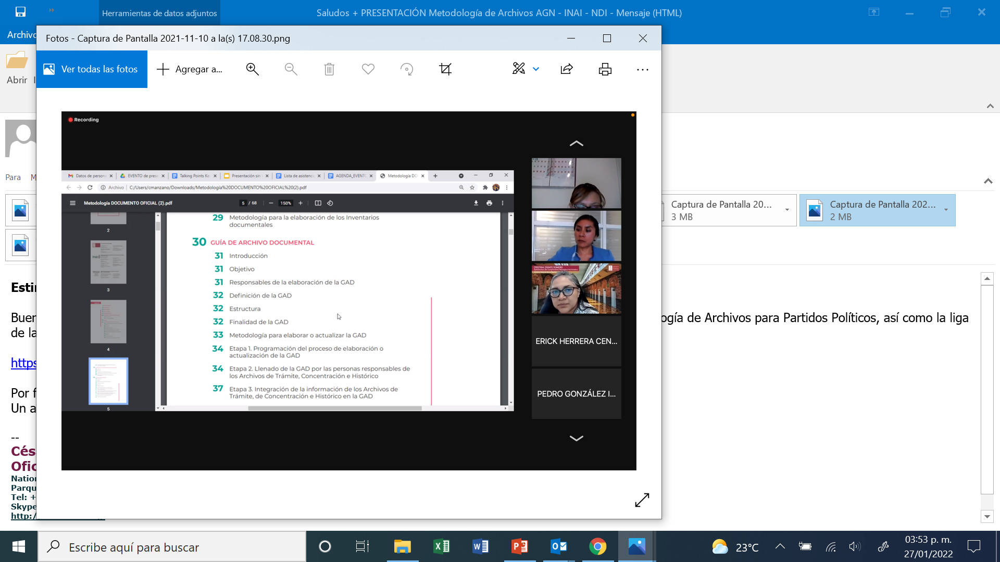 Herramientas de datos adjuntos
Saludos + PRESENTACIÓN Metodología de Archivos AGN - INAI - NDI - Mensaje (HTML)
Archivo
Fotos - Captura de Pantalla 2021-11-10 a la(s) 17.08.30.png
Ver todas las fotos
Agregar a...
Abrir
Recording
Para
Datos de person
EVENTO de prese
Talking Points Ke
Presentación sin
Lista de asistenci
AGENDA_EVENTO
Metodología DO
Archivo
C:/Users/cmanzano/Downloads/Metodología%20DOCUMENTO%20OFICIAL%20(2).pdf
Metodología DOCUMENTO OFICIAL (2).pdf
5 / 68
150%
2
3
4
5
29 Metodología para la elaboración de los Inventarios
documentales
30 GUÍA DE ARCHIVO DOCUMENTAL
31 Introducción
31 Objetivo
31 Responsables de la elaboración de la GAD
32 Definición de la GAD
32 Estructura
32 Finalidad de la GAD
33 Metodología para elaborar o actualizar la GAD
34 Etapa 1. Programación del proceso de elaboración o
actualización de la GAD
34 Etapa 2. Llenado de la GAD por las personas responsables de
los Archivos de Trámite, Concentración e Histórico
37 Etapa 3. Integración de la información de los Archivos de
Trámite, de Concentración e Histórico en la GAD
CRISTINA ZÁRATE ROMERO
ERICK HERRERA CEN...
PEDRO GONZÁLEZ I...
Captura de Pantalla 20...
3 MB
Captura de Pantalla 202...
2 MB
Esti
Buen
ogía de Archivos para Partidos Políticos, así como la liga
de la
https
Por f
Un a
--
Cés
Ofic
Nation
Parqu
Tel: +
Skype
http:/
Escribe aquí para buscar
23°C
03:53 p. m.
27/01/2022